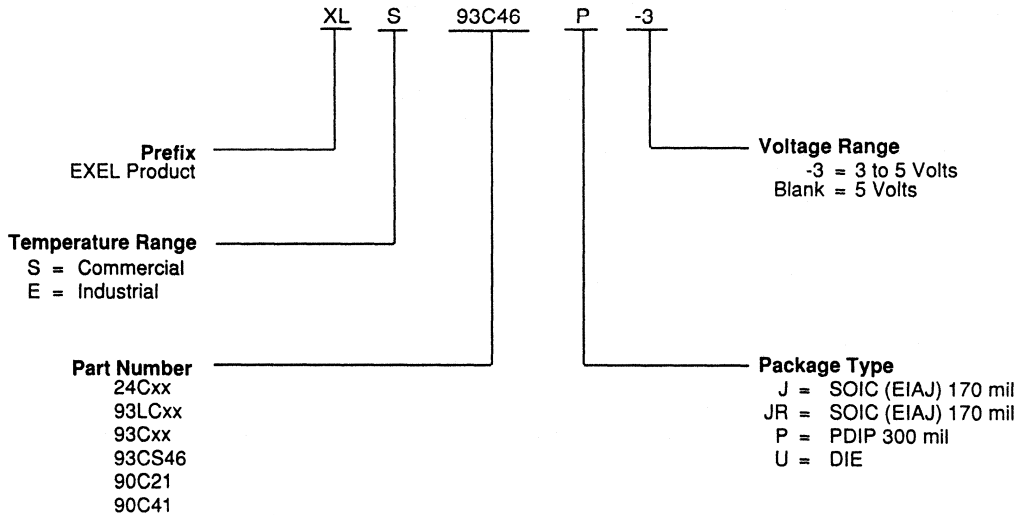 XL S 93C46 P -3
Prefix
EXEL Product
Temperature Range
S = Commercial
E = Industrial
Part Number
24Cxx
93LCxx
93Cxx
93CS46
90C21
90C41
Voltage Range
-3 = 3 to 5 Volts
Blank = 5 Volts
Package Type
J = SOIC (EIAJ) 170 mil
JR = SOIC (EIAJ) 170 mil
P = PDIP 300 mil
U = DIE